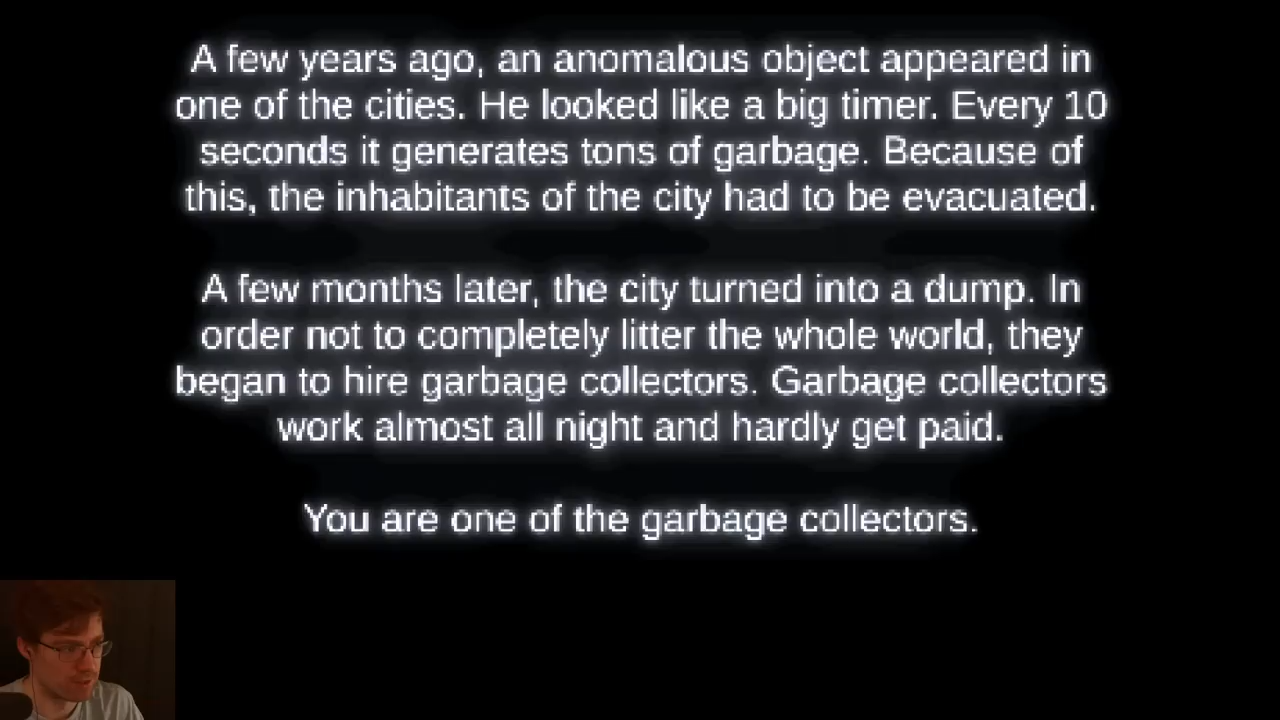 A few years ago, an anomalous object appeared in
one of the cities. He looked like a big timer. Every 10
seconds it generates tons of garbage. Because of
this, the inhabitants of the city had to be evacuated.
A few months later, the city turned into a dump. In
order not to completely litter the whole world, they
began to hire garbage collectors. Garbage collectors
work almost all night and hardly get paid.
You are one of the garbage collectors.